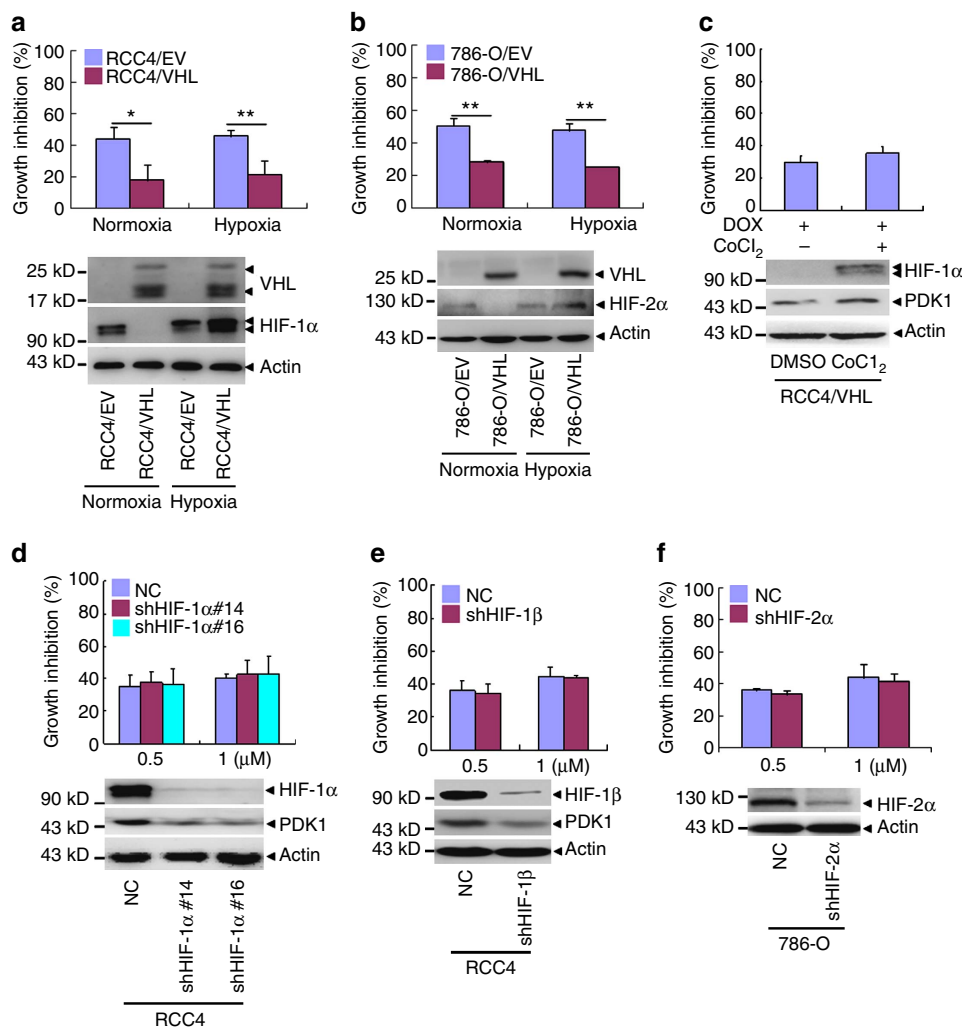 a
Growth inhibition (%)
100
80
60
40
20
0
RCC4/EV
RCC4/VHL
*
**
Normoxia
Hypoxia
25 kD
17 kD
VHL
90 kD
HIF-1α
43 kD
Actin
RCC4/EV
RCC4/VHL
RCC4/EV
RCC4/VHL
Normoxia Hypoxia
b
Growth inhibition (%)
100
80
60
40
20
0
786-O/EV
786-O/VHL
**
**
Normoxia
Hypoxia
25 kD
VHL
130 kD
HIF-2α
43 kD
Actin
786-O/EV
786-O/VHL
786-O/EV
786-O/VHL
Normoxia Hypoxia
c
Growth inhibition (%)
100
80
60
40
20
0
DOX + +
CoCl2 − +
90 kD
HIF-1α
43 kD
PDK1
43 kD
Actin
DMSO CoC12
RCC4/VHL
d
Growth inhibition (%)
100
80
60
40
20
0
NC
shHIF-1α#14
shHIF-1α#16
0.5 1 (μM)
90 kD
HIF-1α
43 kD
PDK1
43 kD
Actin
NC
shHIF-1α #14
shHIF-1α #16
RCC4
e
Growth inhibition (%)
100
80
60
40
20
0
NC
shHIF-1β
0.5 1 (μM)
90 kD
HIF-1β
43 kD
PDK1
43 kD
Actin
NC
shHIF-1β
RCC4
f
Growth inhibition (%)
100
80
60
40
20
0
NC
shHIF-2α
0.5 1 (μM)
130 kD
HIF-2α
43 kD
Actin
NC
shHIF-2α
786-O